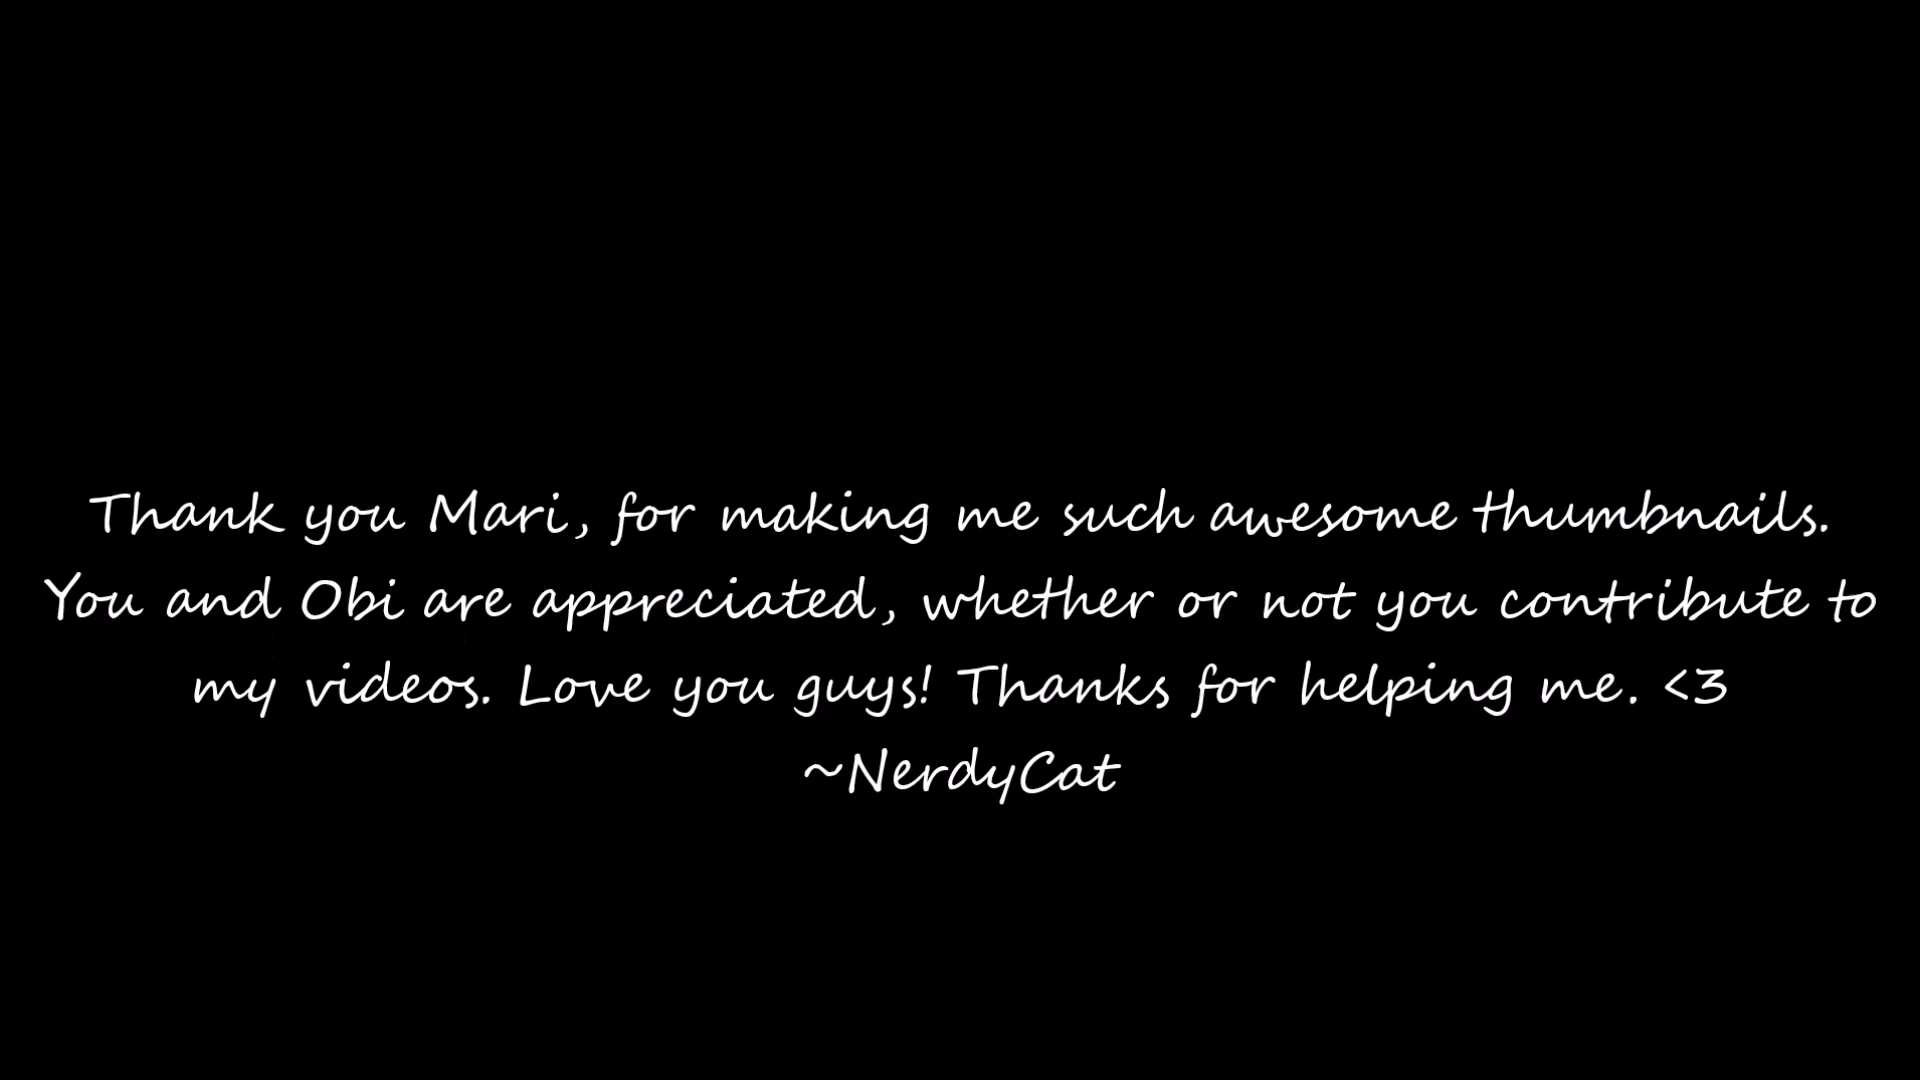 Thank you Mari, for making me such awesome thumbnails.
You and Obi are appreciated, whether or not you contribute to
my videos. Love you guys! Thanks for helping me. <3
~NerdyCat